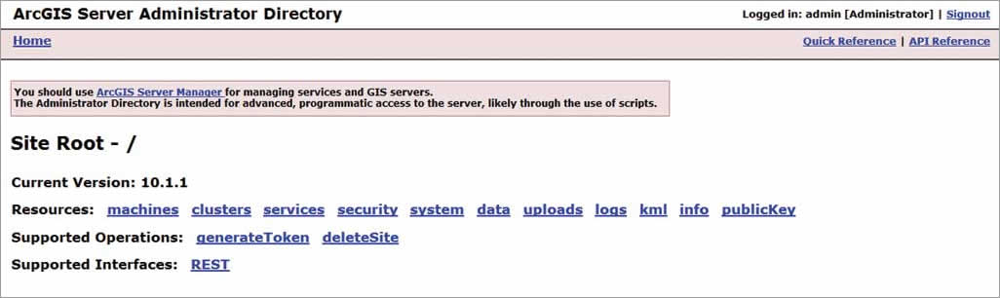 ArcGIS Server Administrator Directory
Logged in: admin [Administrator] | Signout
Home
Quick Reference | API Reference
You should use ArcGIS Server Manager for managing services and GIS servers.
The Administrator Directory is intended for advanced, programmatic access to the server, likely through the use of scripts.
Site Root - /
Current Version: 10.1.1
Resources: machines clusters services security system data uploads logs kml info publicKey
Supported Operations: generateToken deleteSite
Supported Interfaces: REST